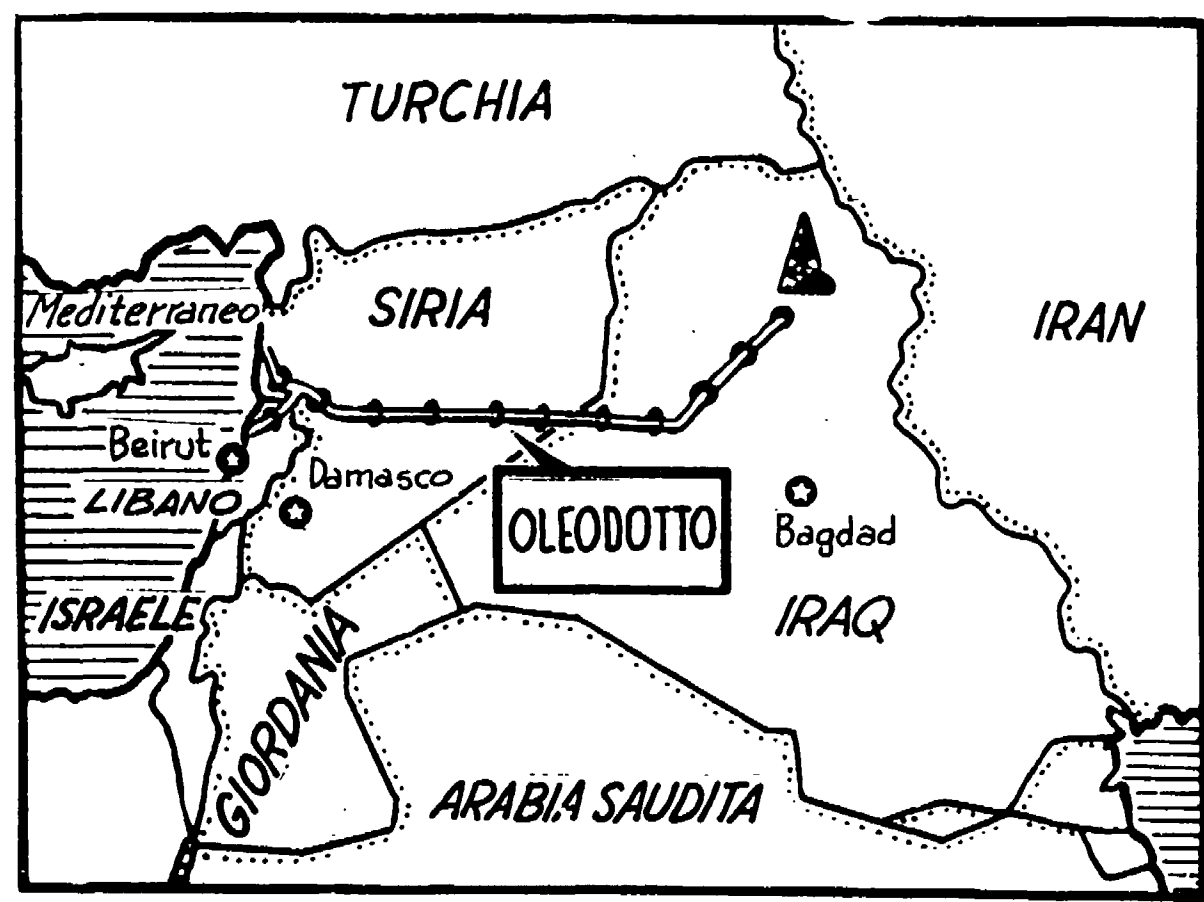 TURCHIA
Mediterraneo
SIRIA
IRAN
Beirut
Damasco
LIBANO
OLEODOTTO
Bagdad
ISRAELE
IRAQ
GIORDANIA
ARABIA SAUDITA